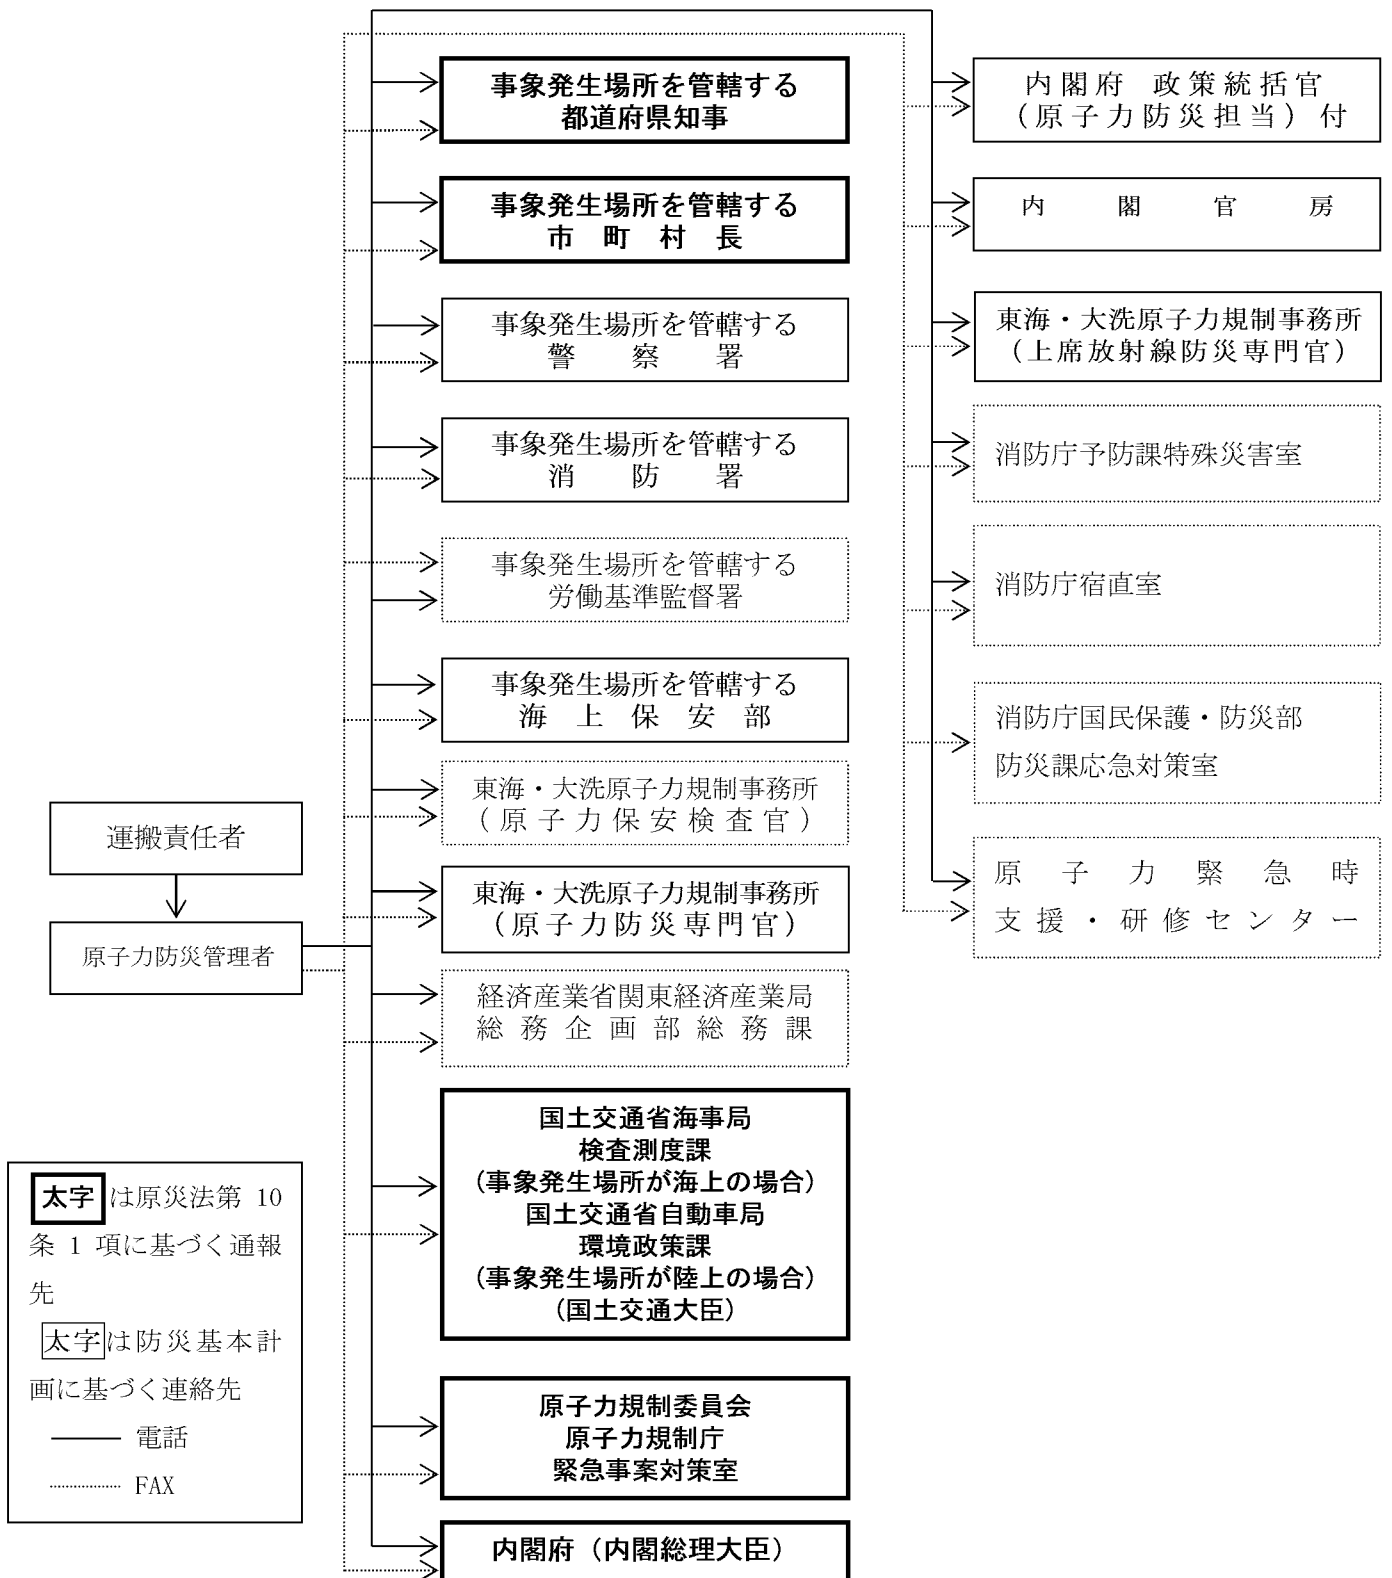 事象発生場所を管轄する
都道府県知事
事象発生場所を管轄する
市町村長
事象発生場所を管轄する
警察署
事象発生場所を管轄する
消防署
事象発生場所を管轄する
労働基準監督署
事象発生場所を管轄する
海上保安部
東海・大洗原子力規制事務所
（原子力保安検査官）
東海・大洗原子力規制事務所
（原子力防災専門官）
経済産業省関東経済産業局
総務企画部総務課
国土交通省海事局
検査測度課
(事象発生場所が海上の場合)
国土交通省自動車局
環境政策課
(事象発生場所が陸上の場合)
(国土交通大臣)
原子力規制委員会
原子力規制庁
緊急事案対策室
内閣府（内閣総理大臣）
内閣府 政策統括官
（原子力防災担当）付
内閣官房
東海・大洗原子力規制事務所
（上席放射線防災専門官）
消防庁予防課特殊災害室
消防庁宿直室
消防庁国民保護・防災部
防災課応急対策室
原子力緊急時
支援・研修センター
運搬責任者
原子力防災管理者
太字は原災法第 10
条 1 項に基づく通報
先
太字は防災基本計
画に基づく連絡先
電話
FAX